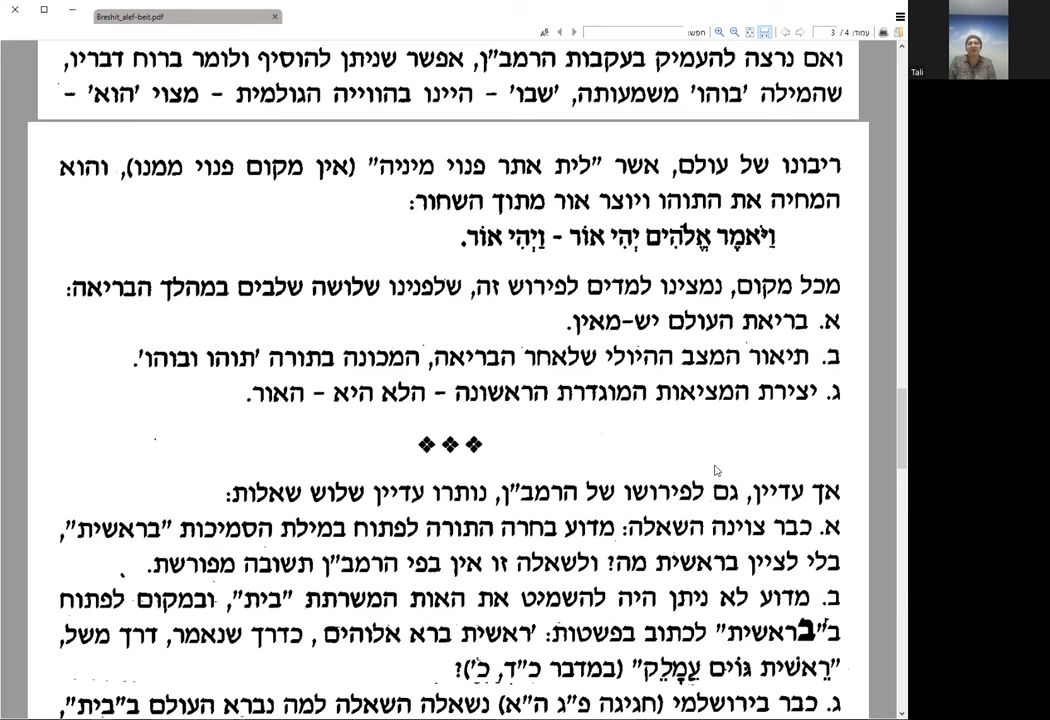 Breshit_alef-beit.pdf
חפש:
עמוד: 3 / 4
Tali
ואם נרצה להעמיק בעקבות הרמב"ן, אפשר שניתן להוסיף ולומר ברוח דבריו,
שהמילה 'בוהו' משמעותה, 'שבו' – היינו בהווייה הגולמית – מצוי 'הוא' –
ריבונו של עולם, אשר "לית אתר פנוי מיניה" (אין מקום פנוי ממנו), והוא
המחיה את התוהו ויוצר אור מתוך השחור:
וַיֹּאמֶר אֱלֹהִים יְהִי אוֹר – וַיְהִי אוֹר.
מכל מקום, נמצינו למדים לפירוש זה, שלפנינו שלושה שלבים במהלך הבריאה:
א. בריאת העולם יש-מאין.
ב. תיאור המצב ההיולי שלאחר הבריאה, המכונה בתורה 'תוהו ובוהו'.
ג. יצירת המציאות המוגדרת הראשונה – הלא היא – האור.
אך עדיין, גם לפירושו של הרמב"ן, נותרו עדיין שלוש שאלות:
א. כבר צוינה השאלה: מדוע בחרה התורה לפתוח במילת הסמיכות "בראשית",
בלי לציין בראשית מה? ולשאלה זו אין בפי הרמב"ן תשובה מפורשת.
ב. מדוע לא ניתן היה להשמיט את האות המשרתת "בית", ובמקום לפתוח
ב"בראשית" לכתוב בפשטות: 'ראשית ברא אלוהים, כדרך שנאמר, דרך משל,
"רֵאשִׁית גּוֹיִם עֲמָלֵק" (במדבר כ"ד, כ')?
ג. כבר בירושלמי (חגיגה פ"ג ה"א) נשאלה השאלה למה נברא העולם ב"בית",